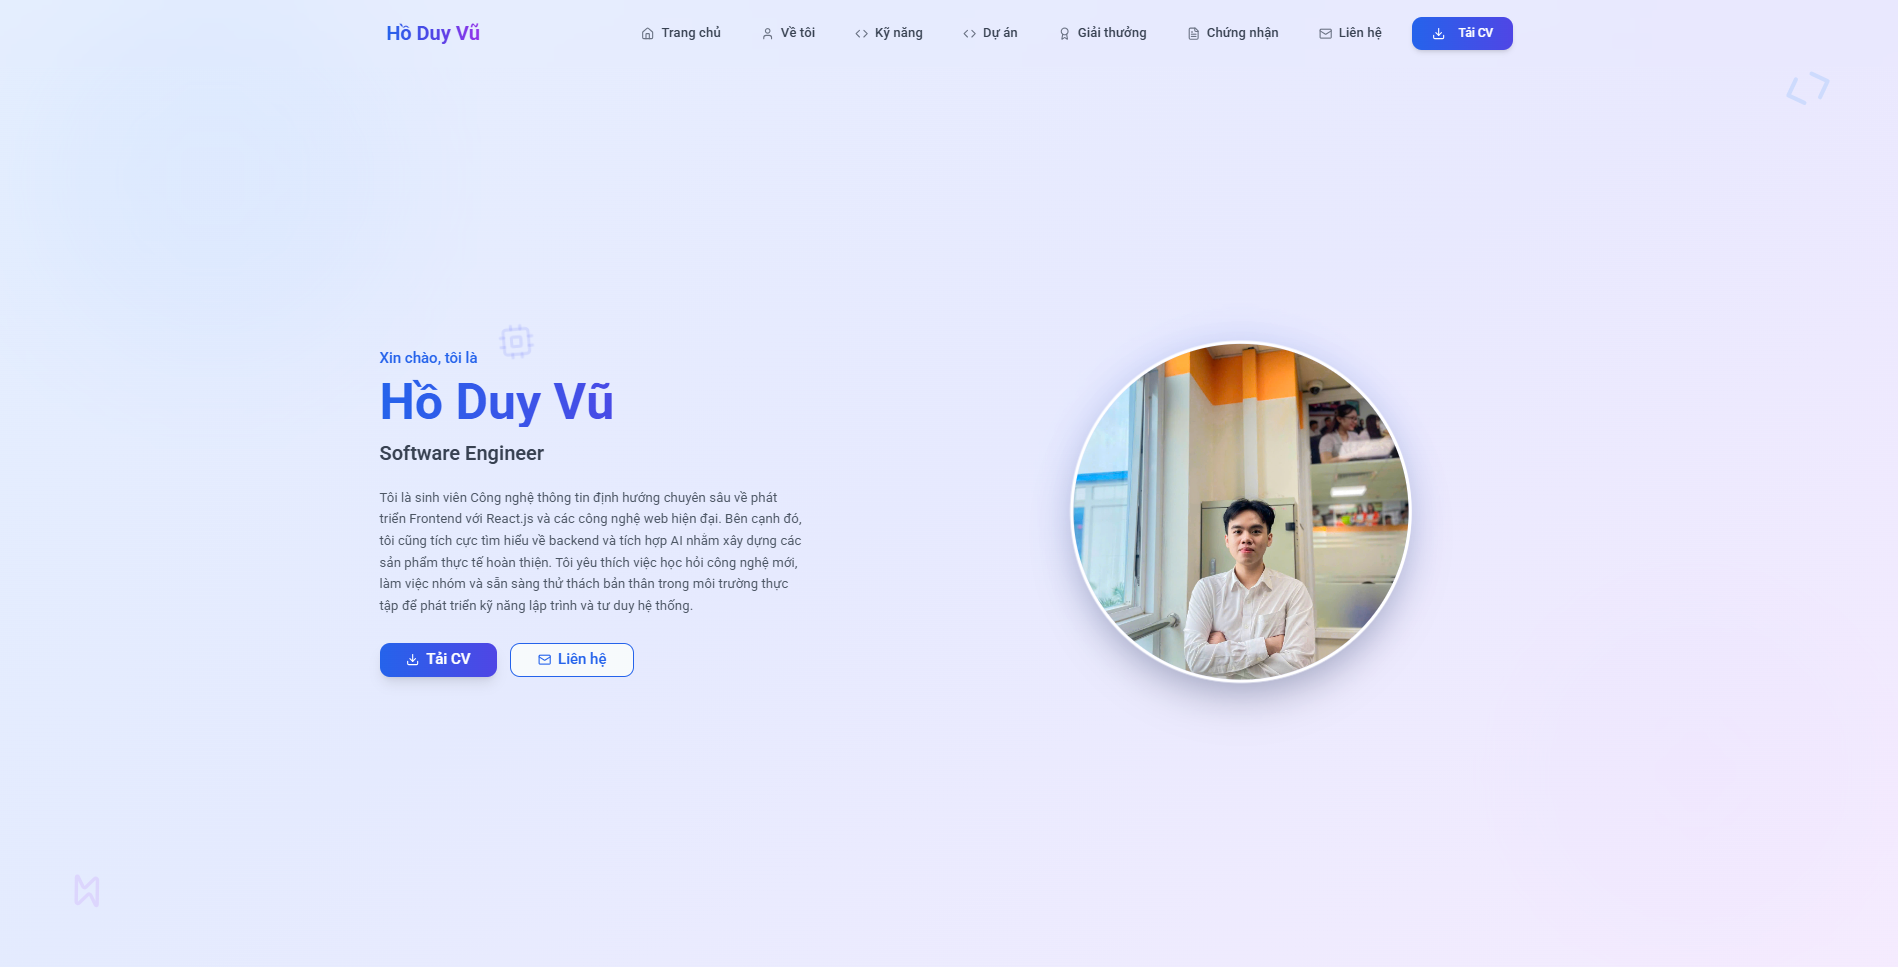 Hồ Duy Vũ
Trang chủ
Về tôi
Kỹ năng
Dự án
Giải thưởng
Chứng nhận
Liên hệ
Tải CV
Xin chào, tôi là
Hồ Duy Vũ
Software Engineer
Tôi là sinh viên Công nghệ thông tin định hướng chuyên sâu về phát
triển Frontend với React.js và các công nghệ web hiện đại. Bên cạnh đó,
tôi cũng tích cực tìm hiểu về backend và tích hợp AI nhằm xây dựng các
sản phẩm thực tế hoàn thiện. Tôi yêu thích việc học hỏi công nghệ mới,
làm việc nhóm và sẵn sàng thử thách bản thân trong môi trường thực
tập để phát triển kỹ năng lập trình và tư duy hệ thống.
Tải CV
Liên hệ